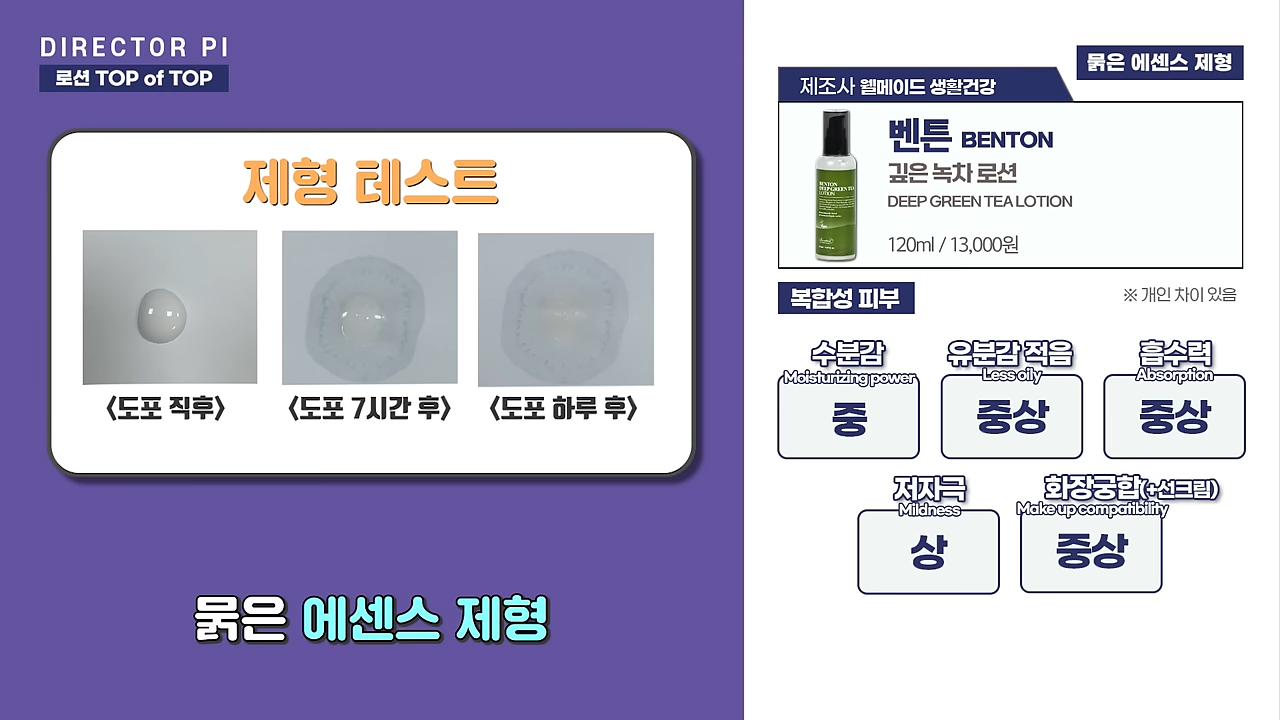 DIRECTOR PI
로션 TOP of TOP
제형 테스트
<도포 직후>
<도포 7시간 후>
<도포 하루 후>
묽은 에센스 제형
묽은 에센스 제형
제조사 웰메이드 생활건강
BENTON
DEEP GREEN TEA
LOTION
벤튼 BENTON
깊은 녹차 로션
DEEP GREEN TEA LOTION
120ml / 13,000원
복합성 피부
※ 개인 차이 있음
수분감
Moisturizing power
중
유분감 적음
Less oily
중상
흡수력
Absorption
중상
저자극
Mildness
상
화장궁합(+선크림)
Make up compatibility
중상